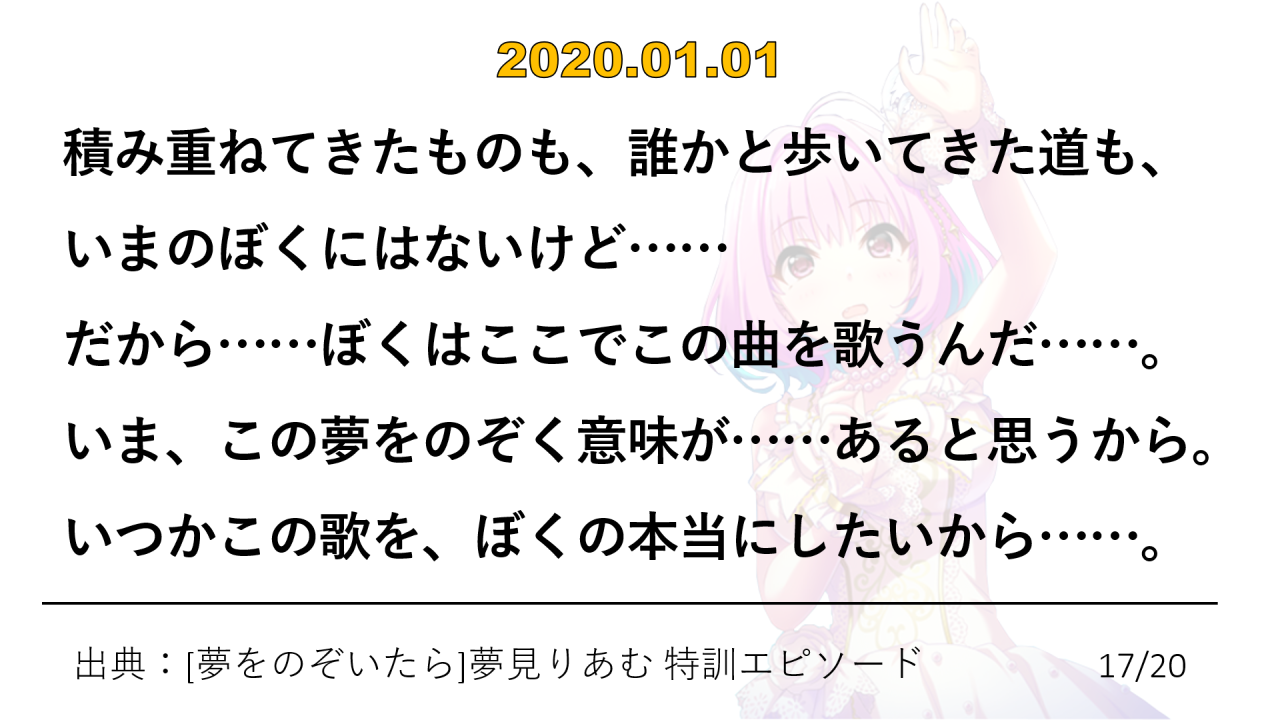 2020.01.01
積み重ねてきたものも、誰かと歩いてきた道も、
いまのぼくにはないけど……
だから……ぼくはここでこの曲を歌うんだ……。
いま、この夢をのぞく意味が……あると思うから。
いつかこの歌を、ぼくの本当にしたいから……。
出典：[夢をのぞいたら]夢見りあむ 特訓エピソード 17/20